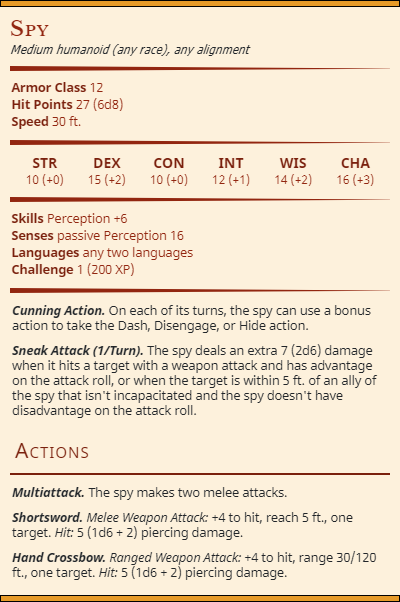 Spy
Medium humanoid (any race), any alignment
Armor Class 12
Hit Points 27 (6d8)
Speed 30 ft.
STR DEX CON INT WIS CHA
10 (+0) 15 (+2) 10 (+0) 12 (+1) 14 (+2) 16 (+3)
Skills Perception +6
Senses passive Perception 16
Languages any two languages
Challenge 1 (200 XP)
Cunning Action. On each of its turns, the spy can use a bonus
action to take the Dash, Disengage, or Hide action.
Sneak Attack (1/Turn). The spy deals an extra 7 (2d6) damage
when it hits a target with a weapon attack and has advantage
on the attack roll, or when the target is within 5 ft. of an ally of
the spy that isn't incapacitated and the spy doesn't have
disadvantage on the attack roll.
Actions
Multiattack. The spy makes two melee attacks.
Shortsword. Melee Weapon Attack: +4 to hit, reach 5 ft., one
target. Hit: 5 (1d6 + 2) piercing damage.
Hand Crossbow. Ranged Weapon Attack: +4 to hit, range 30/120
ft., one target. Hit: 5 (1d6 + 2) piercing damage.